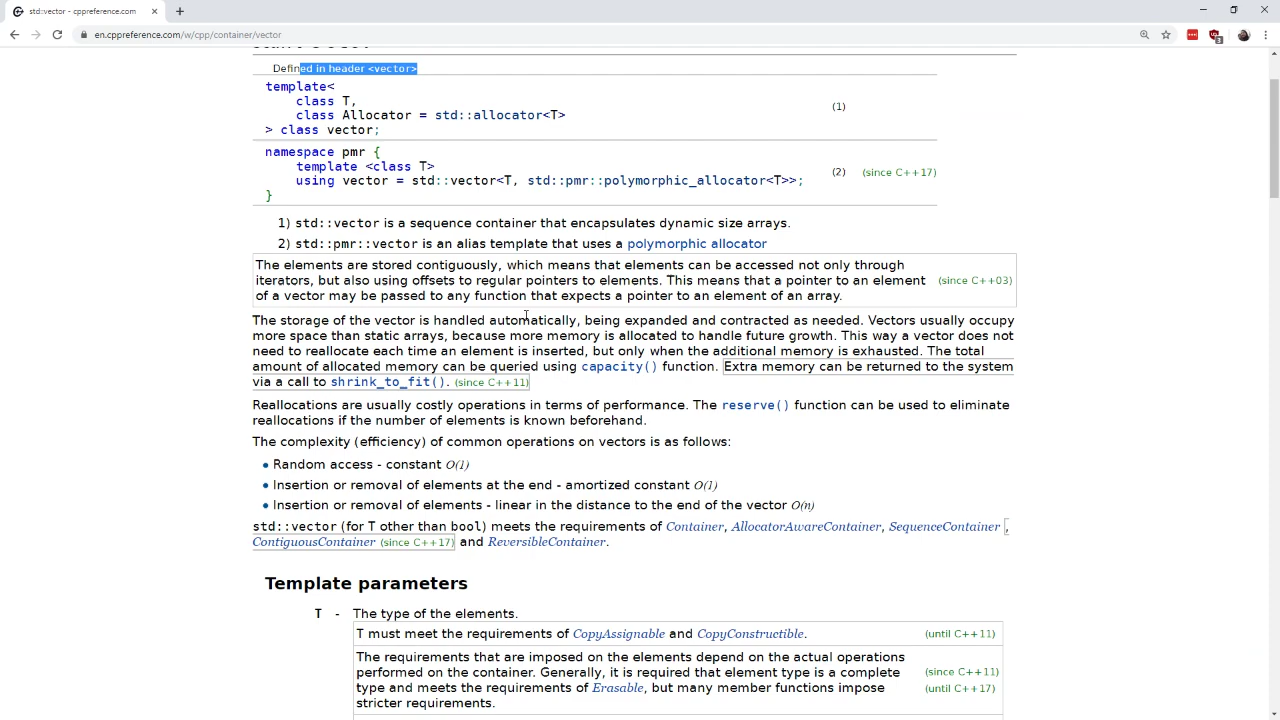 std::vector - cppreference.com
en.cppreference.com/w/cpp/container/vector
3
Defined in header <vector>
template<
class T,
class Allocator = std::allocator<T>
> class vector;
(1)
namespace pmr {
template <class T>
using vector = std::vector<T, std::pmr::polymorphic_allocator<T>>;
}
(2) (since C++17)
1) std::vector is a sequence container that encapsulates dynamic size arrays.
2) std::pmr::vector is an alias template that uses a polymorphic allocator
The elements are stored contiguously, which means that elements can be accessed not only through
iterators, but also using offsets to regular pointers to elements. This means that a pointer to an element
of a vector may be passed to any function that expects a pointer to an element of an array.
(since C++03)
The storage of the vector is handled automatically, being expanded and contracted as needed. Vectors usually occupy
more space than static arrays, because more memory is allocated to handle future growth. This way a vector does not
need to reallocate each time an element is inserted, but only when the additional memory is exhausted. The total
amount of allocated memory can be queried using capacity() function. Extra memory can be returned to the system
via a call to shrink_to_fit(). (since C++11)
Reallocations are usually costly operations in terms of performance. The reserve() function can be used to eliminate
reallocations if the number of elements is known beforehand.
The complexity (efficiency) of common operations on vectors is as follows:
• Random access - constant O(1)
• Insertion or removal of elements at the end - amortized constant O(1)
• Insertion or removal of elements - linear in the distance to the end of the vector O(n)
std::vector (for T other than bool) meets the requirements of Container, AllocatorAwareContainer, SequenceContainer ,
ContiguousContainer (since C++17) and ReversibleContainer.
Template parameters
T - The type of the elements.
T must meet the requirements of CopyAssignable and CopyConstructible. (until C++11)
The requirements that are imposed on the elements depend on the actual operations
performed on the container. Generally, it is required that element type is a complete
type and meets the requirements of Erasable, but many member functions impose
stricter requirements.
(since C++11)
(until C++17)